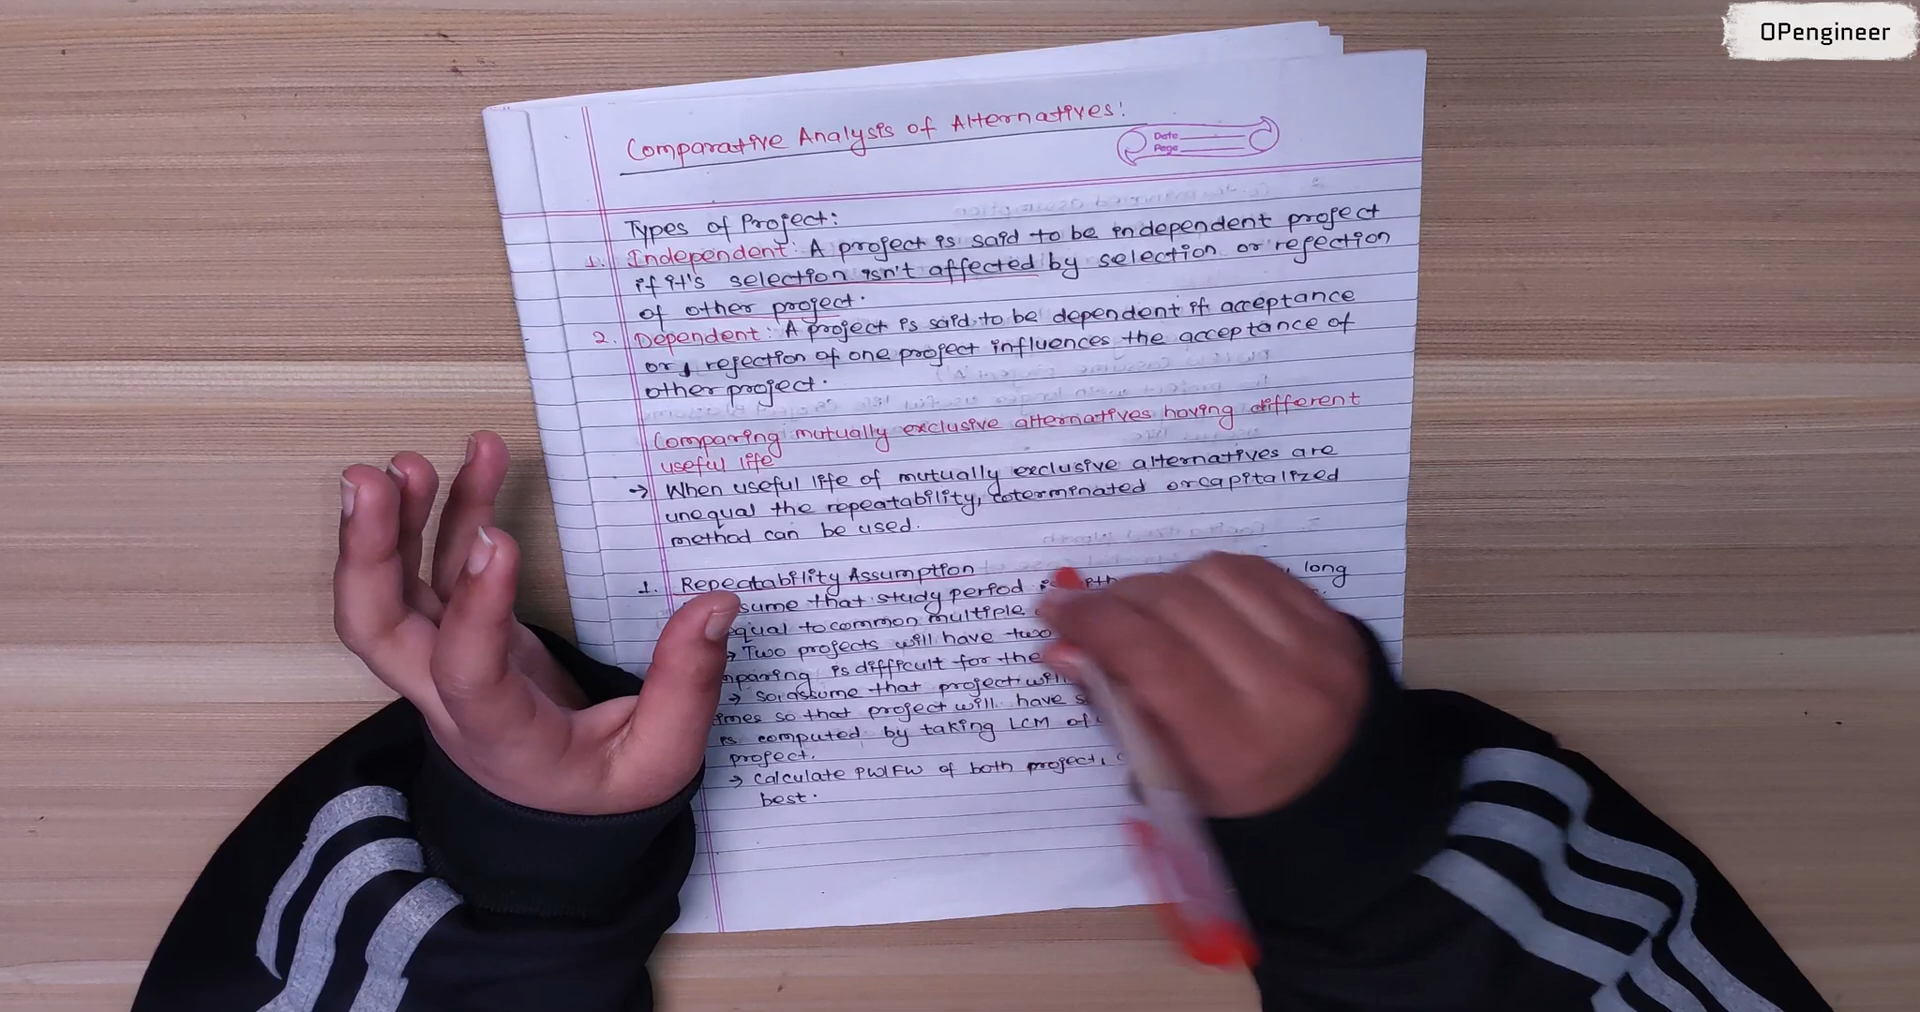 OPengineer
Comparative Analysis of Alternatives:
Date
Page
Types of Project:
1. Independent: A project is said to be independent project
if it's selection isn't affected by selection or rejection
of other project.
2. Dependent: A project is said to be dependent if acceptance
or rejection of one project influences the acceptance of
other project.
Comparing mutually exclusive alternatives having different
useful life
→ When useful life of mutually exclusive alternatives are
unequal the repeatability, coterminated or capitalized
method can be used.
1. Repeatability Assumption
that study period long
equal to common multiple
→ Two projects will have two
is difficult for the
→ So, assume that project will
so that project will have
is computed by taking LCM of
project.
→ Calculate PW/FW of both project,
best.